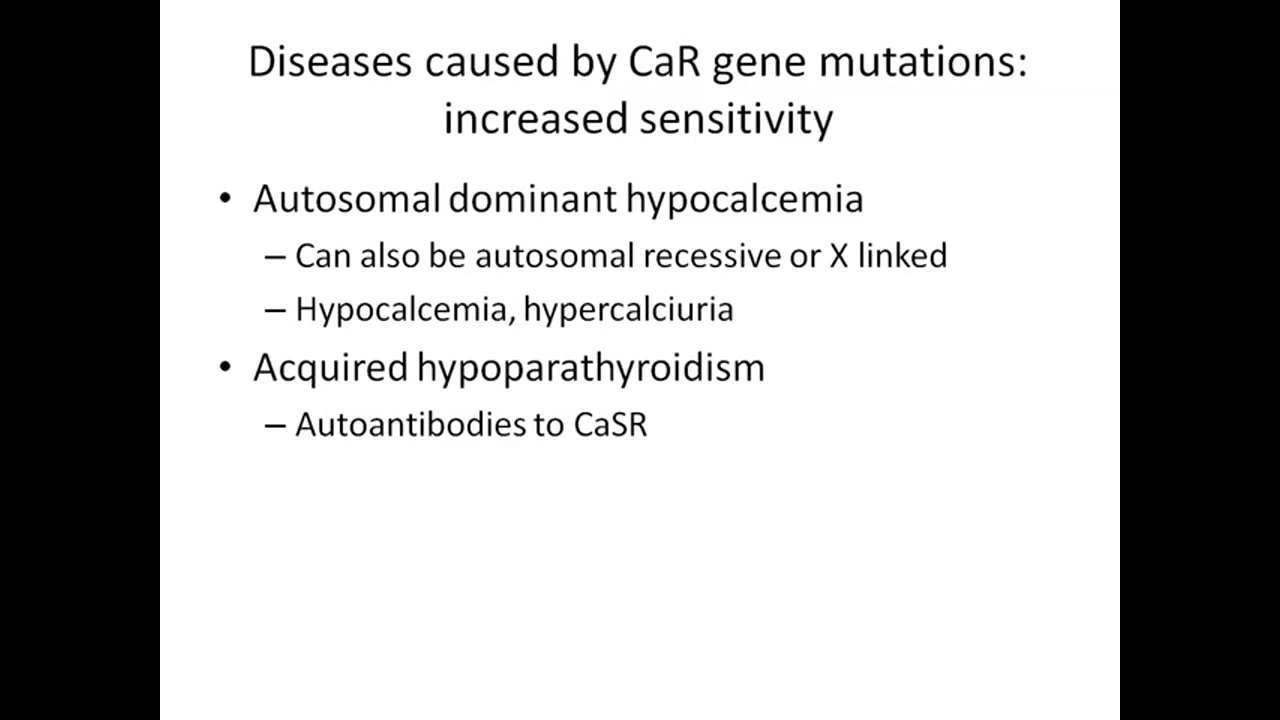 Diseases caused by CaR gene mutations:
increased sensitivity
• Autosomal dominant hypocalcemia
– Can also be autosomal recessive or X linked
– Hypocalcemia, hypercalciuria
• Acquired hypoparathyroidism
– Autoantibodies to CaSR